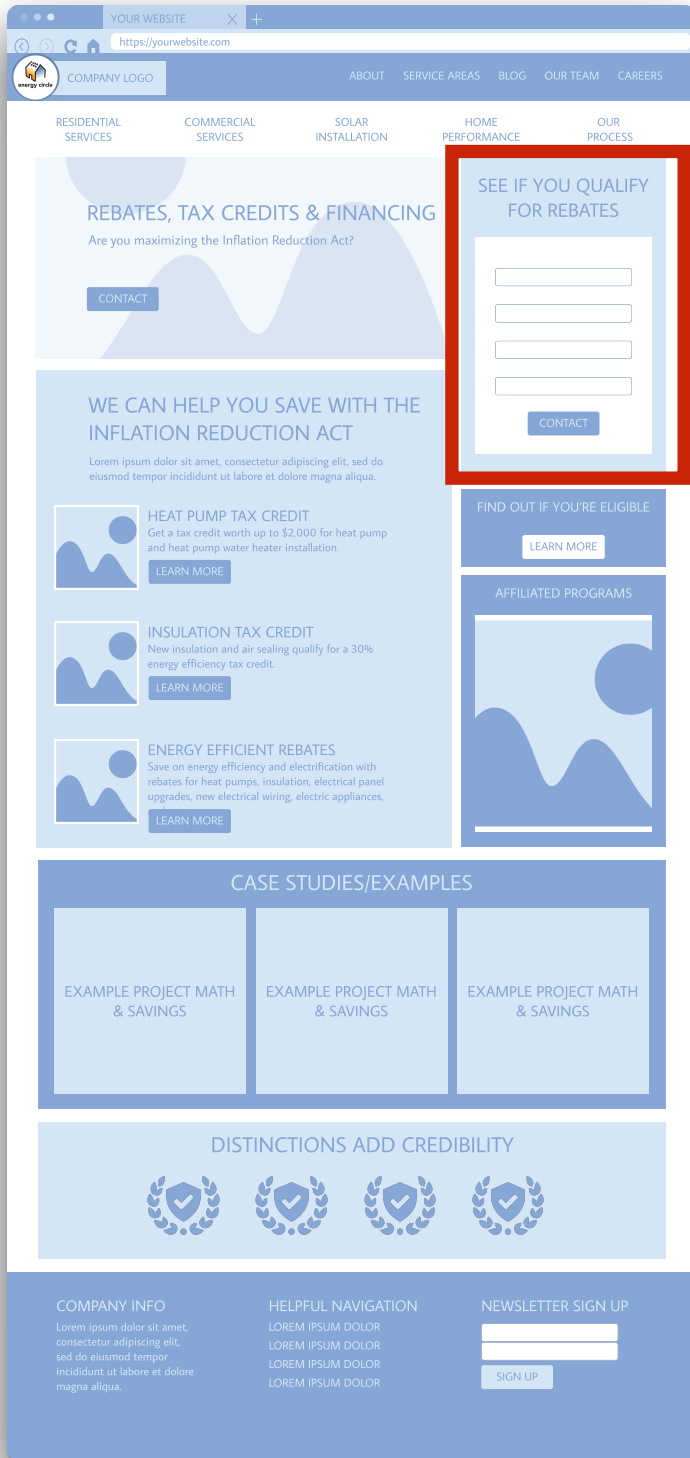 YOUR WEBSITE
https://yourwebsite.com
energy circle
COMPANY LOGO
ABOUT SERVICE AREAS BLOG OUR TEAM CAREERS
RESIDENTIAL
SERVICES
COMMERCIAL
SERVICES
SOLAR
INSTALLATION
HOME
PERFORMANCE
OUR
PROCESS
REBATES, TAX CREDITS & FINANCING
Are you maximizing the Inflation Reduction Act?
CONTACT
SEE IF YOU QUALIFY
FOR REBATES
CONTACT
WE CAN HELP YOU SAVE WITH THE
INFLATION REDUCTION ACT
Lorem ipsum dolor sit amet, consectetur adipiscing elit, sed do
eiusmod tempor incididunt ut labore et dolore magna aliqua.
HEAT PUMP TAX CREDIT
Get a tax credit worth up to $2,000 for heat pump
and heat pump water heater installation.
LEARN MORE
INSULATION TAX CREDIT
New insulation and air sealing qualify for a 30%
energy efficiency tax credit.
LEARN MORE
ENERGY EFFICIENT REBATES
Save on energy efficiency and electrification with
rebates for heat pumps, insulation, electrical panel
upgrades, new electrical wiring, electric appliances,
LEARN MORE
FIND OUT IF YOU'RE ELIGIBLE
LEARN MORE
AFFILIATED PROGRAMS
CASE STUDIES/EXAMPLES
EXAMPLE PROJECT MATH
& SAVINGS
EXAMPLE PROJECT MATH
& SAVINGS
EXAMPLE PROJECT MATH
& SAVINGS
DISTINCTIONS ADD CREDIBILITY
COMPANY INFO
Lorem ipsum dolor sit amet,
consectetur adipiscing elit,
sed do eiusmod tempor
incididunt ut labore et dolore
magna aliqua.
HELPFUL NAVIGATION
LOREM IPSUM DOLOR
LOREM IPSUM DOLOR
LOREM IPSUM DOLOR
LOREM IPSUM DOLOR
NEWSLETTER SIGN UP
SIGN UP